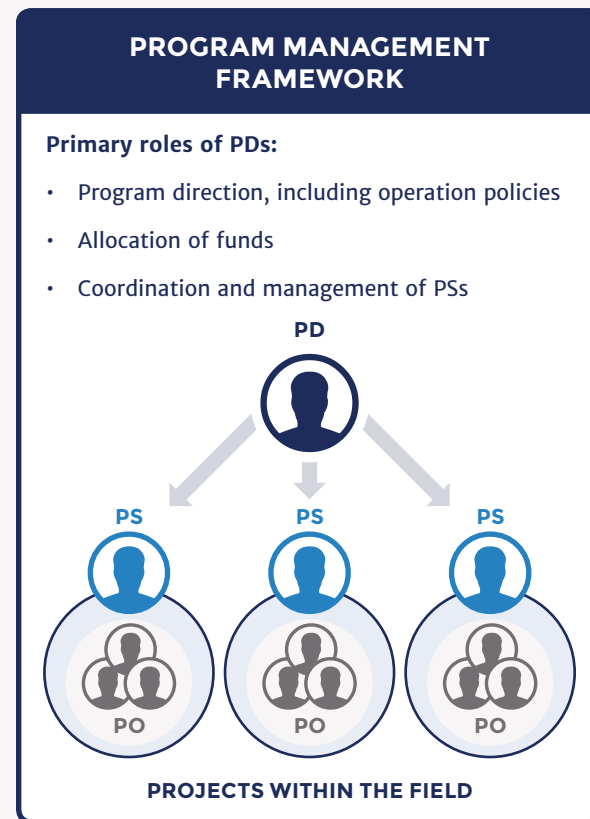 PROGRAM MANAGEMENT
FRAMEWORK
Primary roles of PDs:
• Program direction, including operation policies
• Allocation of funds
• Coordination and management of PSs
PD
PS PS PS
PO PO PO
PROJECTS WITHIN THE FIELD